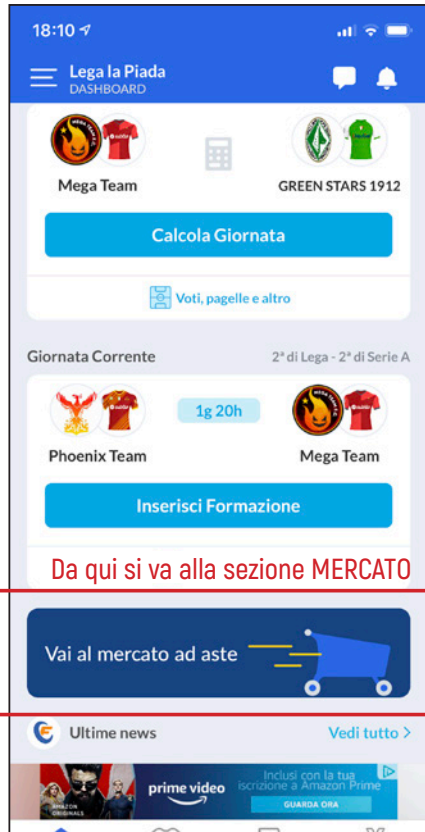 18:10
Lega la Piada
DASHBOARD
Mega Team
GREEN STARS 1912
Calcola Giornata
Voti, pagelle e altro
Giornata Corrente
2ª di Lega - 2ª di Serie A
1g 20h
Phoenix Team
Mega Team
Inserisci Formazione
Da qui si va alla sezione MERCATO
Vai al mercato ad aste
Ultime news
Vedi tutto >
AMAZON
ORIGINALS
prime video
Inclusi con la tua
iscrizione a Amazon Prime
GUARDA ORA